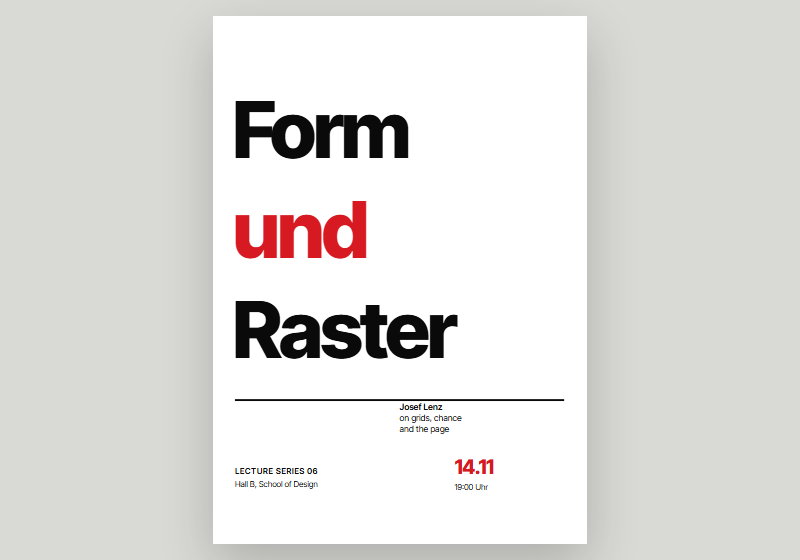 Form
und
Raster
Josef Lenz
on grids, chance
and the page
LECTURE SERIES 06
Hall B, School of Design
14.11
19:00 Uhr